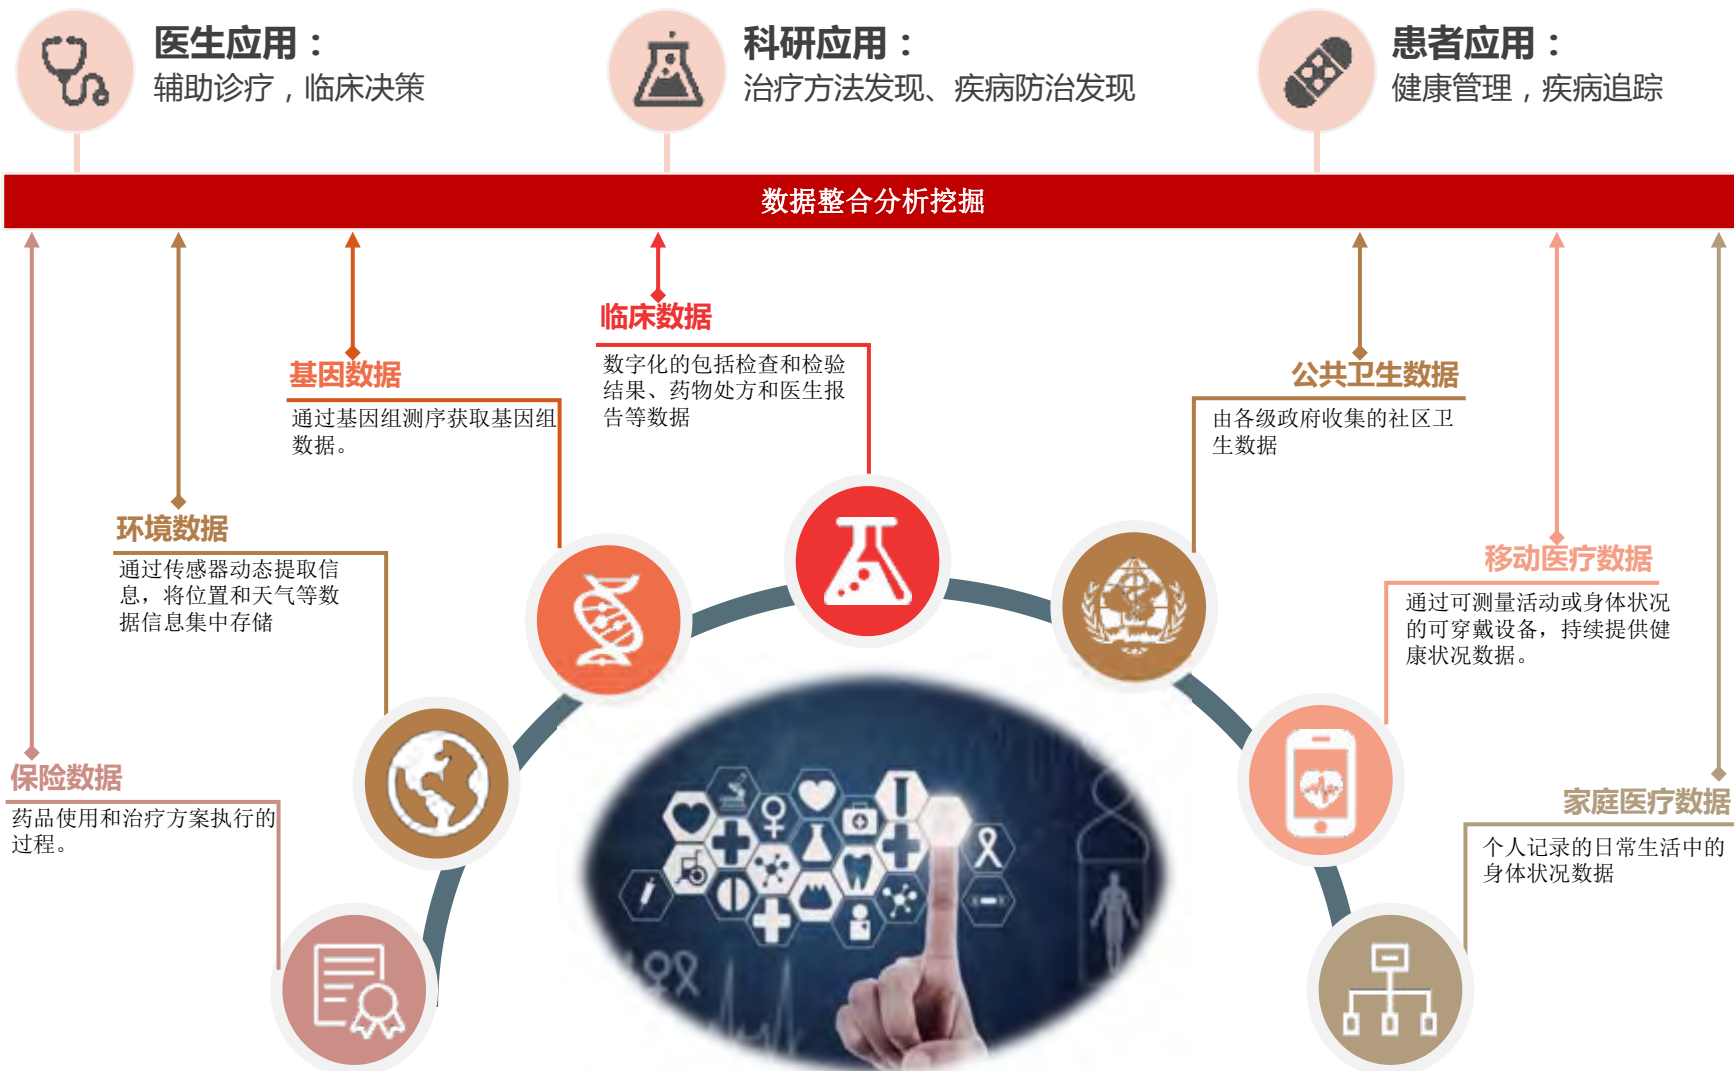 医生应用：
辅助诊疗，临床决策
科研应用：
治疗方法发现、疾病防治发现
患者应用：
健康管理，疾病追踪
数据整合分析挖掘
临床数据
数字化的包括检查和检验
结果、药物处方和医生报
告等数据
基因数据
通过基因组测序获取基因组
数据。
公共卫生数据
由各级政府收集的社区卫
生数据
环境数据
通过传感器动态提取信
息，将位置和天气等数
据信息集中存储
移动医疗数据
通过可测量活动或身体状况
的可穿戴设备，持续提供健
康状况数据。
保险数据
药品使用和治疗方案执行的
过程。
家庭医疗数据
个人记录的日常生活中的
身体状况数据